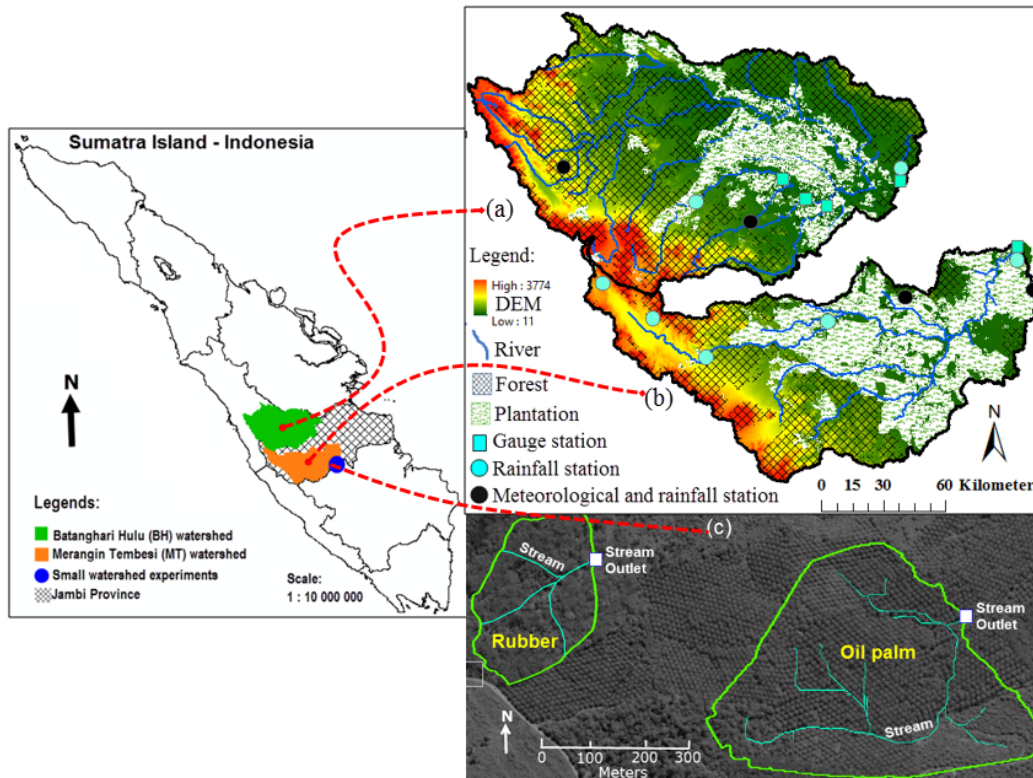 Sumatra Island - Indonesia
N
Legends:
Batanghari Hulu (BH) watershed
Merangin Tembesi (MT) watershed
Small watershed experiments
Jambi Province
Scale:
1 : 10 000 000
(a)
Legend:
High : 3774
DEM
Low : 11
River
Forest
Plantation
Gauge station
Rainfall station
Meteorological and rainfall station
(b)
N
0 15 30 60 Kilometer
(c)
Stream
Stream
Outlet
Rubber
Oil palm
Stream
Outlet
Stream
N
0 100 200 300
Meters